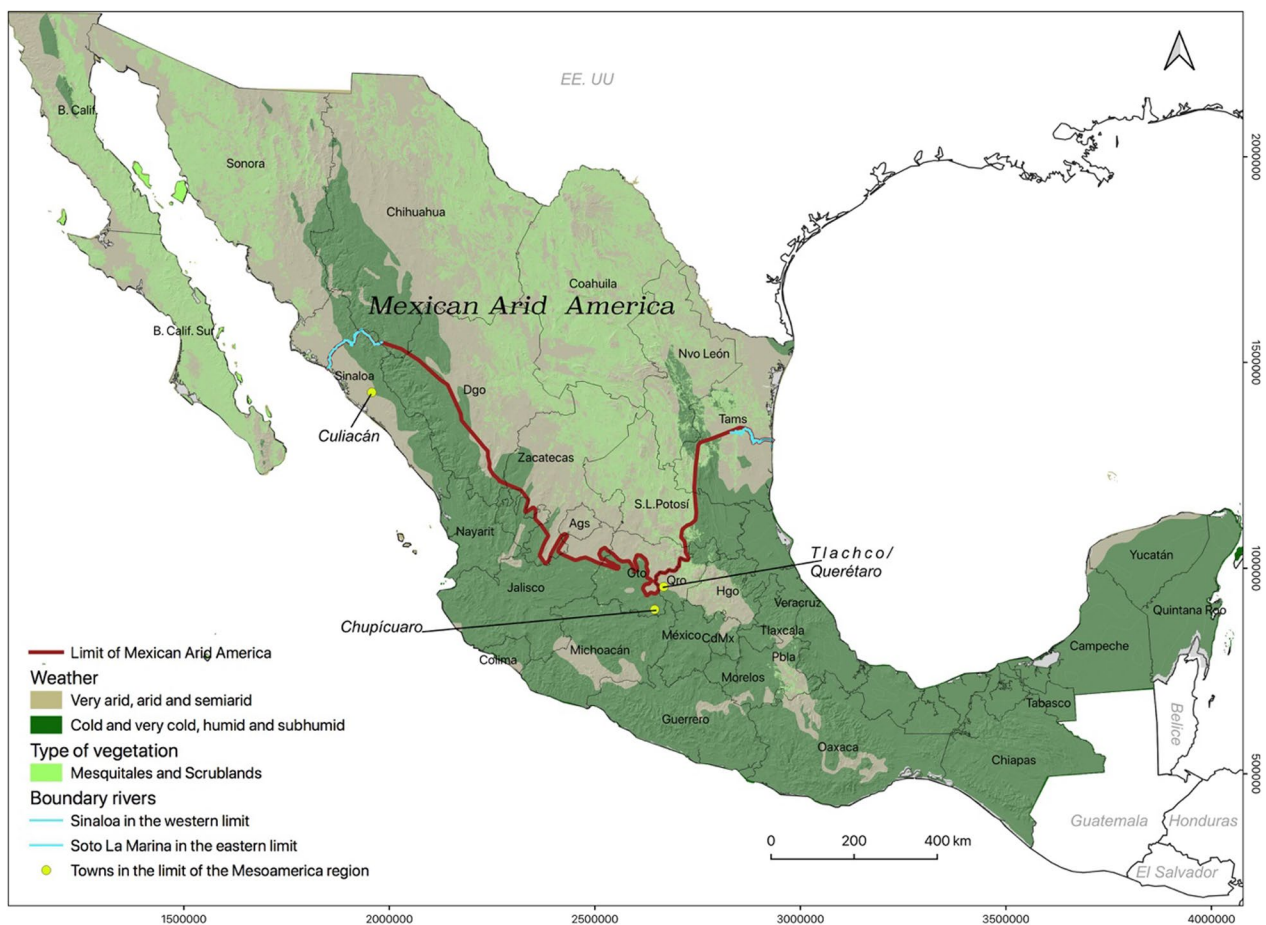 EE. UU
B. Calif.
Sonora
Chihuahua
Coahuila
Mexican Arid America
B. Calif. Sur
Nvo León
Sinaloa
Dgo
Tams
Culiacán
Zacatecas
S.L.Potosí
Ags
Nayarit
Tlachco/
Querétaro
Yucatán
Gto
Qro
Jalisco
Hgo
Veracruz
Quintana Roo
Chupícuaro
México
CdMx
Tlaxcala
Campeche
Michoacán
Colima
Pbla
Morelos
Tabasco
Guerrero
Belice
Oaxaca
Chiapas
Guatemala
Honduras
El Salvador
Limit of Mexican Arid America
Weather
Very arid, arid and semiarid
Cold and very cold, humid and subhumid
Type of vegetation
Mesquitales and Scrublands
Boundary rivers
Sinaloa in the western limit
Soto La Marina in the eastern limit
Towns in the limit of the Mesoamerica region
0 200 400 km
2000000
1500000
1000000
500000
1500000 2000000 2500000 3000000 3500000 4000000